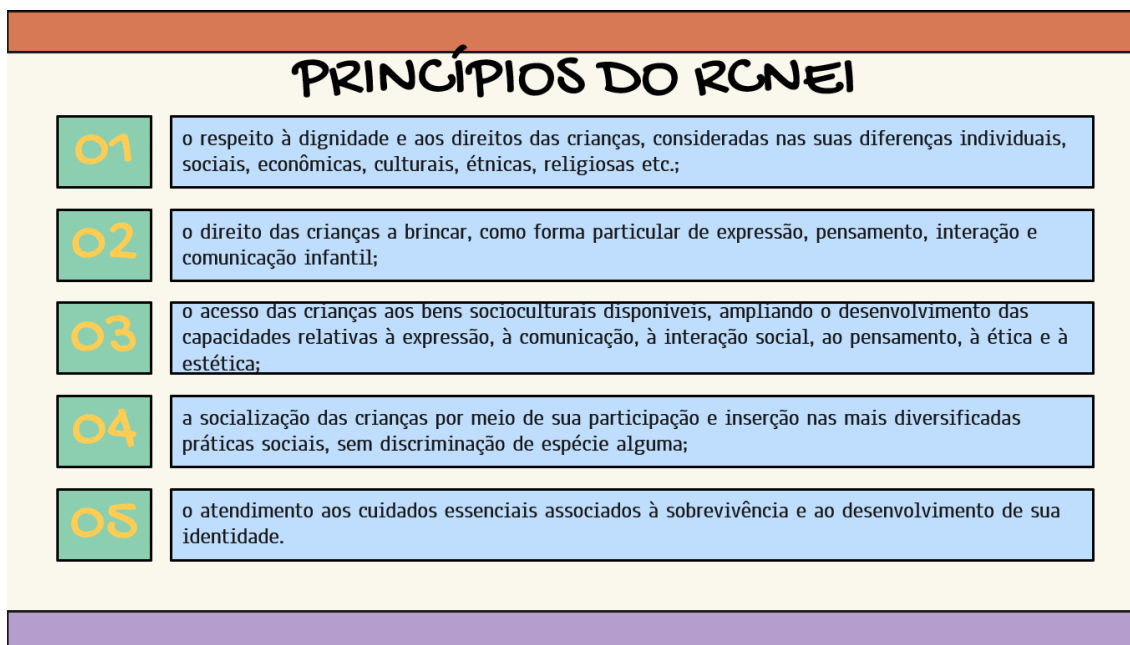 PRINCÍPIOS DO RCNEI
01
o respeito à dignidade e aos direitos das crianças, consideradas nas suas diferenças individuais,
sociais, econômicas, culturais, étnicas, religiosas etc.;
02
o direito das crianças a brincar, como forma particular de expressão, pensamento, interação e
comunicação infantil;
03
o acesso das crianças aos bens socioculturais disponíveis, ampliando o desenvolvimento das
capacidades relativas à expressão, à comunicação, à interação social, ao pensamento, à ética e à
estética;
04
a socialização das crianças por meio de sua participação e inserção nas mais diversificadas
práticas sociais, sem discriminação de espécie alguma;
05
o atendimento aos cuidados essenciais associados à sobrevivência e ao desenvolvimento de sua
identidade.